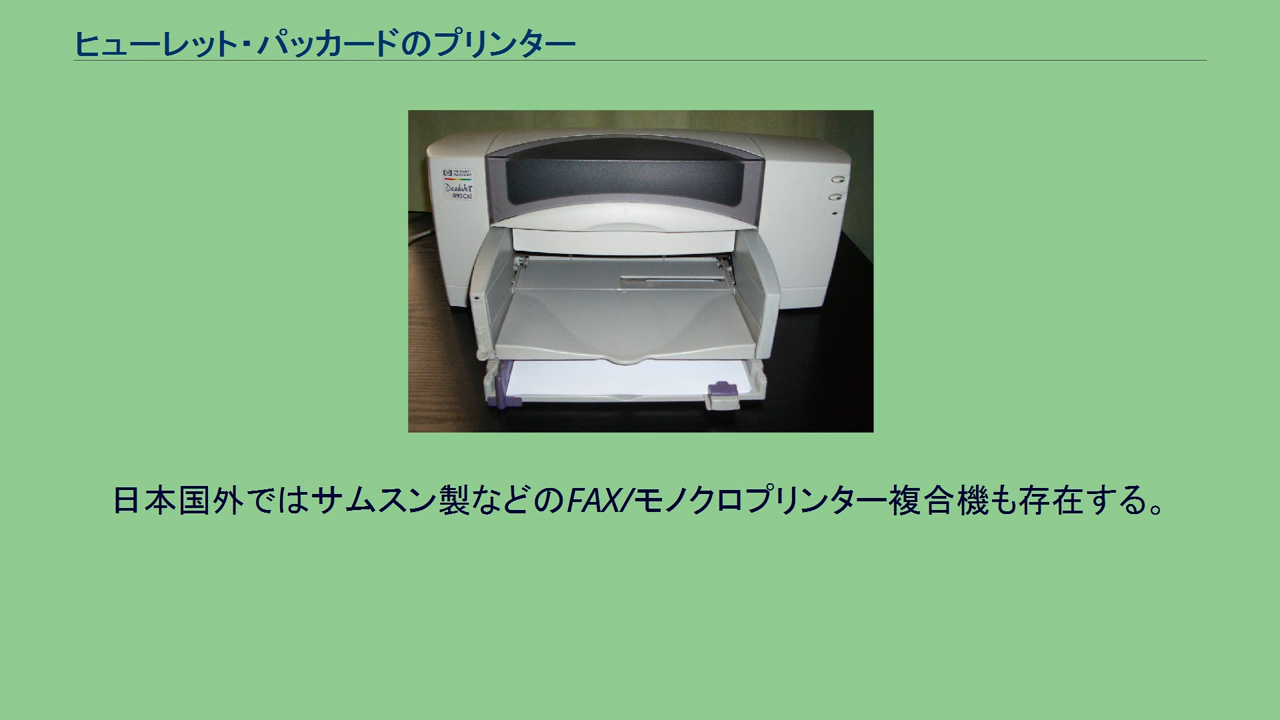 ヒューレット・パッカードのプリンター
DeskJet
895Cxi
日本国外ではサムスン製などのFAX/モノクロプリンター複合機も存在する。